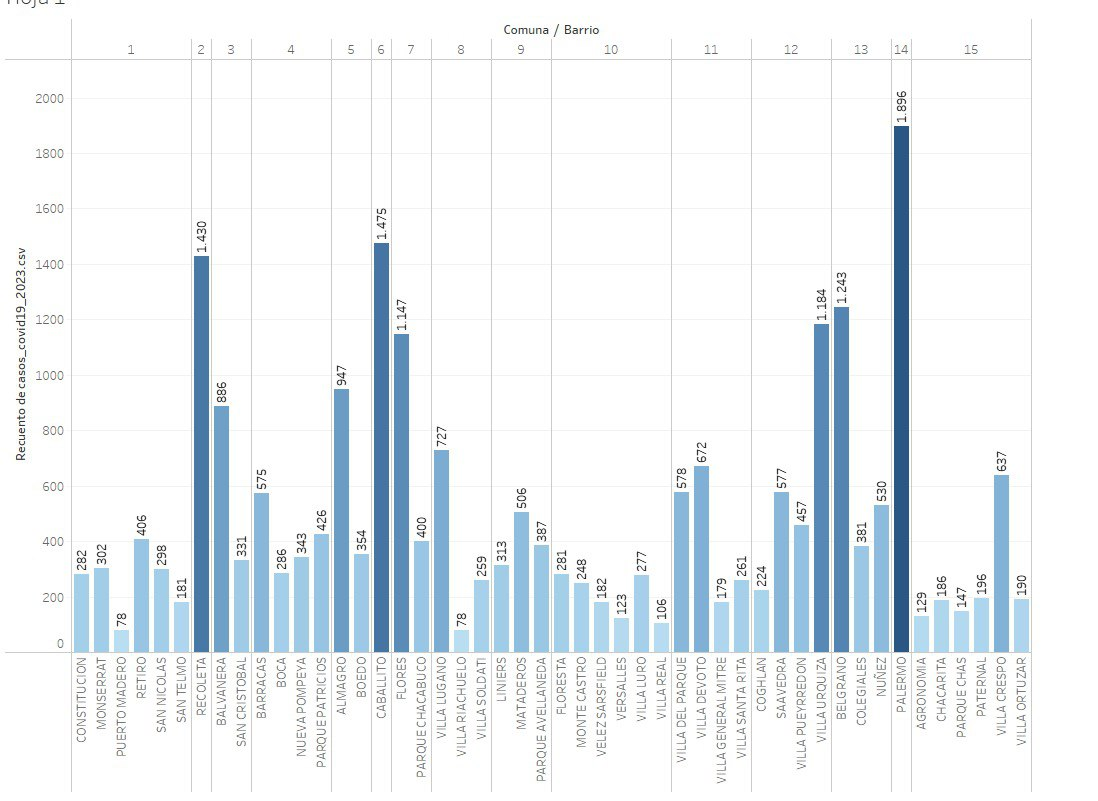 Hoja 1
Comuna / Barrio
1 2 3 4 5 6 7 8 9 10 11 12 13 14 15
Recuento de casos_covid19_2023.csv
2000
1800
1600
1400
1200
1000
800
600
400
200
0
282
302
78
406
298
181
1.430
886
331
575
286
343
426
947
354
1.475
1.147
400
727
78
259
313
506
387
281
248
182
123
277
106
578
672
179
261
224
577
457
1.184
1.243
381
530
1.896
129
186
147
196
637
190
CONSTITUCION
MONSERRAT
PUERTO MADERO
RETIRO
SAN NICOLAS
SAN TELMO
RECOLETA
BALVANERA
SAN CRISTOBAL
BARRACAS
BOCA
NUEVA POMPEYA
PARQUE PATRICIOS
ALMAGRO
BOEDO
CABALLITO
FLORES
PARQUE CHACABUCO
VILLA LUGANO
VILLA RIACHUELO
VILLA SOLDATI
LINIERS
MATADEROS
PARQUE AVELLANEDA
FLORESTA
MONTE CASTRO
VELEZ SARSFIELD
VERSALLES
VILLA LURO
VILLA REAL
VILLA DEL PARQUE
VILLA DEVOTO
VILLA GENERAL MITRE
VILLA SANTA RITA
COGHLAN
SAAVEDRA
VILLA PUEYRREDON
VILLA URQUIZA
BELGRANO
COLEGIALES
NUÑEZ
PALERMO
AGRONOMIA
CHACARITA
PARQUE CHAS
PATERNAL
VILLA CRESPO
VILLA ORTUZAR